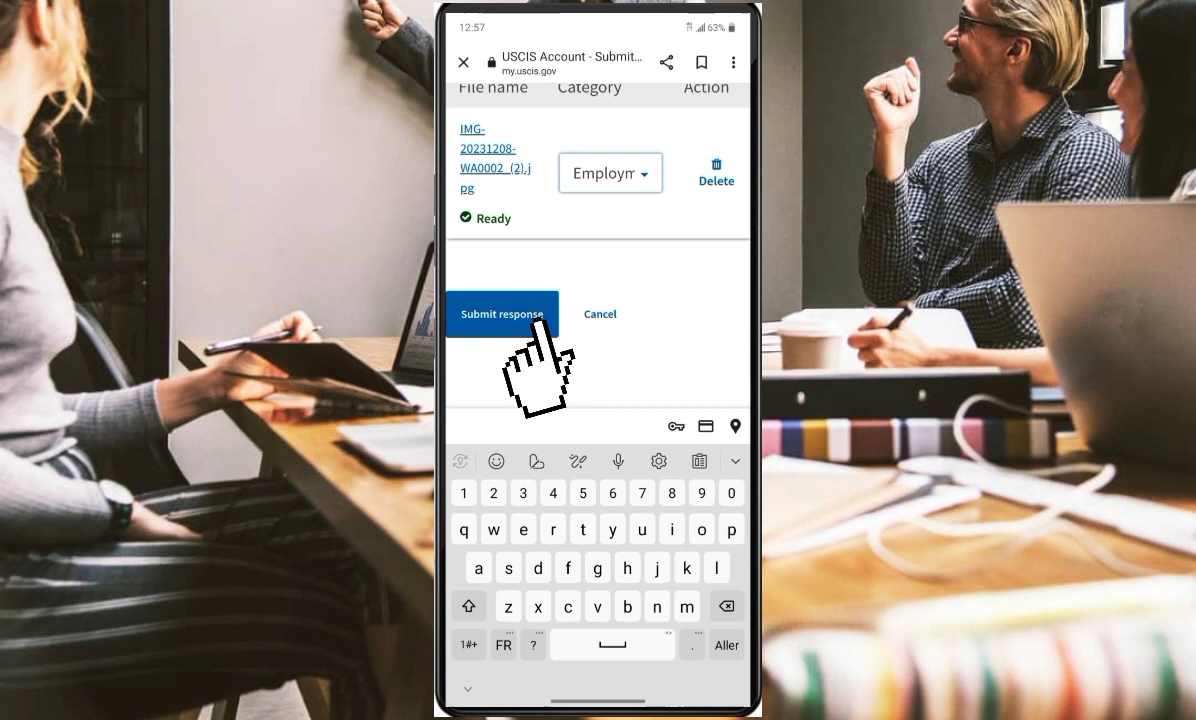 12:57
63%
USCIS Account - Submit...
my.uscis.gov
File name Category Action
IMG-
20231208-
WA0002_(2).j
pg
Employm
Delete
Ready
Submit response
Cancel
1 2 3 4 5 6 7 8 9 0
q w e r t y u i o p
a s d f g h j k l
z x c v b n m
1#+ FR ? . Aller